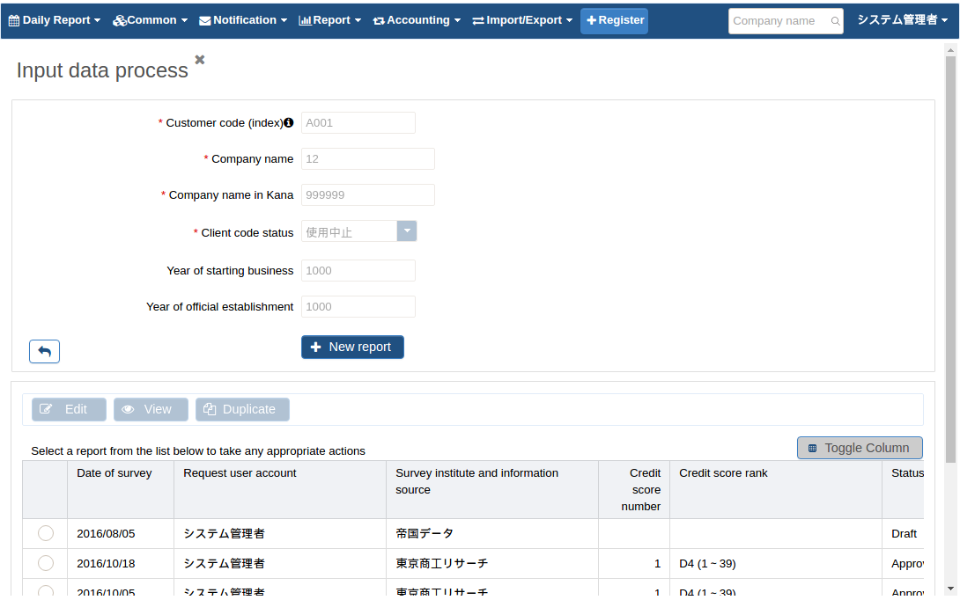 Daily Report Common Notification Report Accounting Import/Export Register Company name システム管理者
Input data process
* Customer code (index) A001
* Company name 12
* Company name in Kana 999999
* Client code status 使用中止
Year of starting business 1000
Year of official establishment 1000
New report
Edit View Duplicate
Select a report from the list below to take any appropriate actions Toggle Column
Date of survey Request user account Survey institute and information Credit Credit score rank Status
source score
number
2016/08/05 システム管理者 帝国データ Draft
2016/10/18 システム管理者 東京商工リサーチ 1 D4 (1 ~ 39) Approv
2016/10/05 システム管理者 東京商工リサーチ 1 D4 (1 ~ 39) Approv